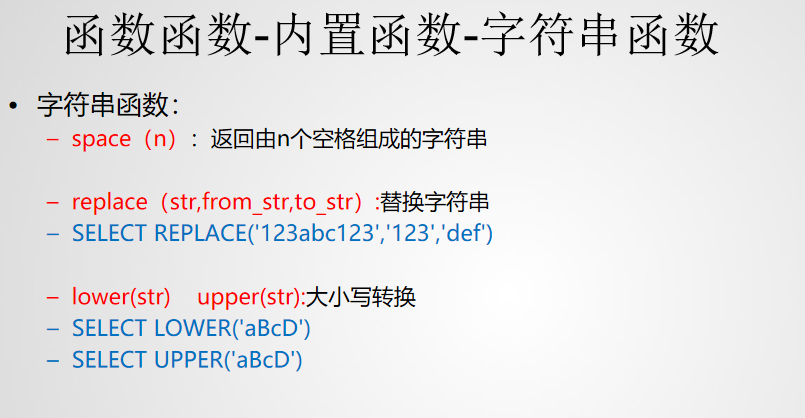 函数函数-内置函数-字符串函数
• 字符串函数：
– space（n）：返回由n个空格组成的字符串
– replace（str,from_str,to_str）:替换字符串
– SELECT REPLACE('123abc123','123','def')
– lower(str) upper(str):大小写转换
– SELECT LOWER('aBcD')
– SELECT UPPER('aBcD')